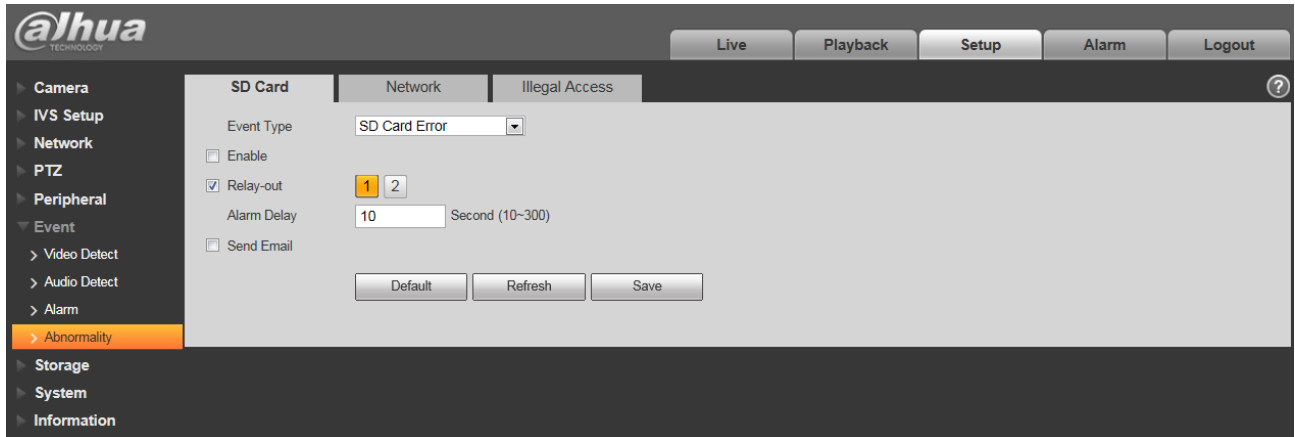 alhua
TECHNOLOGY
Live Playback Setup Alarm Logout
Camera
IVS Setup
Network
PTZ
Peripheral
Event
Video Detect
Audio Detect
Alarm
Abnormality
Storage
System
Information
SD Card Network Illegal Access ?
Event Type SD Card Error
Enable
Relay-out 1 2
Alarm Delay 10 Second (10~300)
Send Email
Default Refresh Save